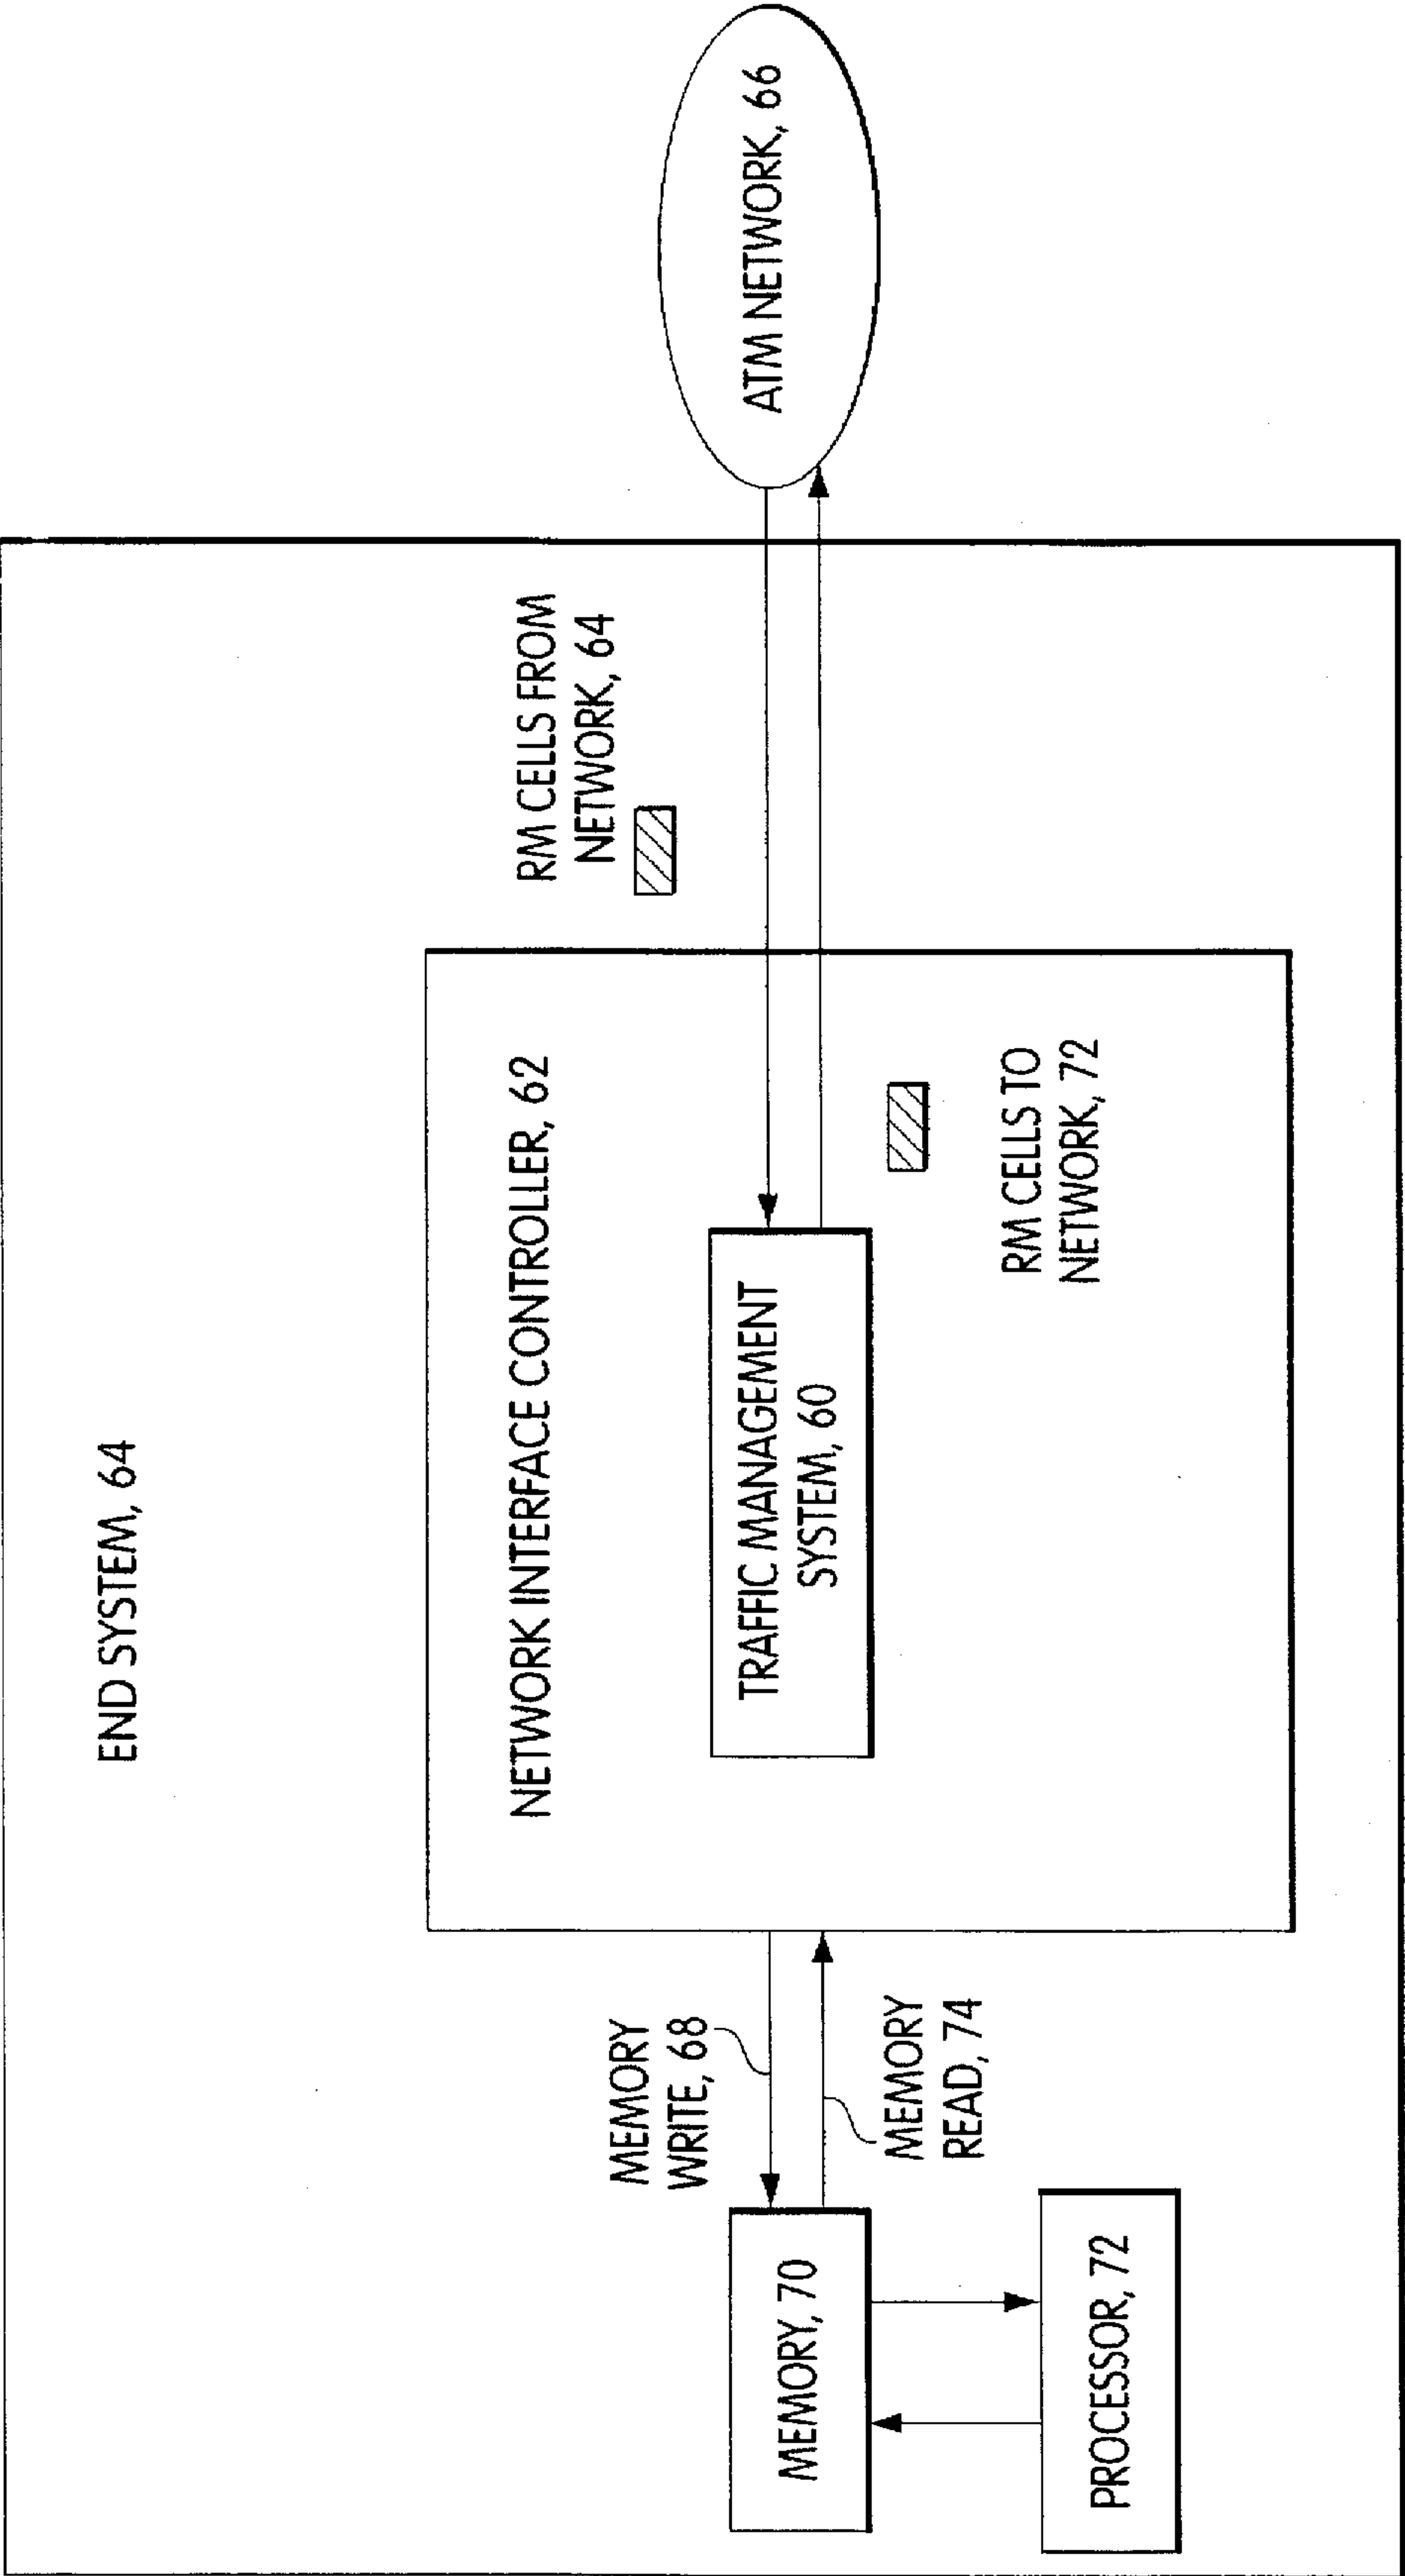 END SYSTEM, 64
NETWORK INTERFACE CONTROLLER, 62
RM CELLS FROM
NETWORK, 64
MEMORY
WRITE, 68
MEMORY, 70
TRAFFIC MANAGEMENT
SYSTEM, 60
ATM NETWORK, 66
MEMORY
READ, 74
RM CELLS TO
NETWORK, 72
PROCESSOR, 72